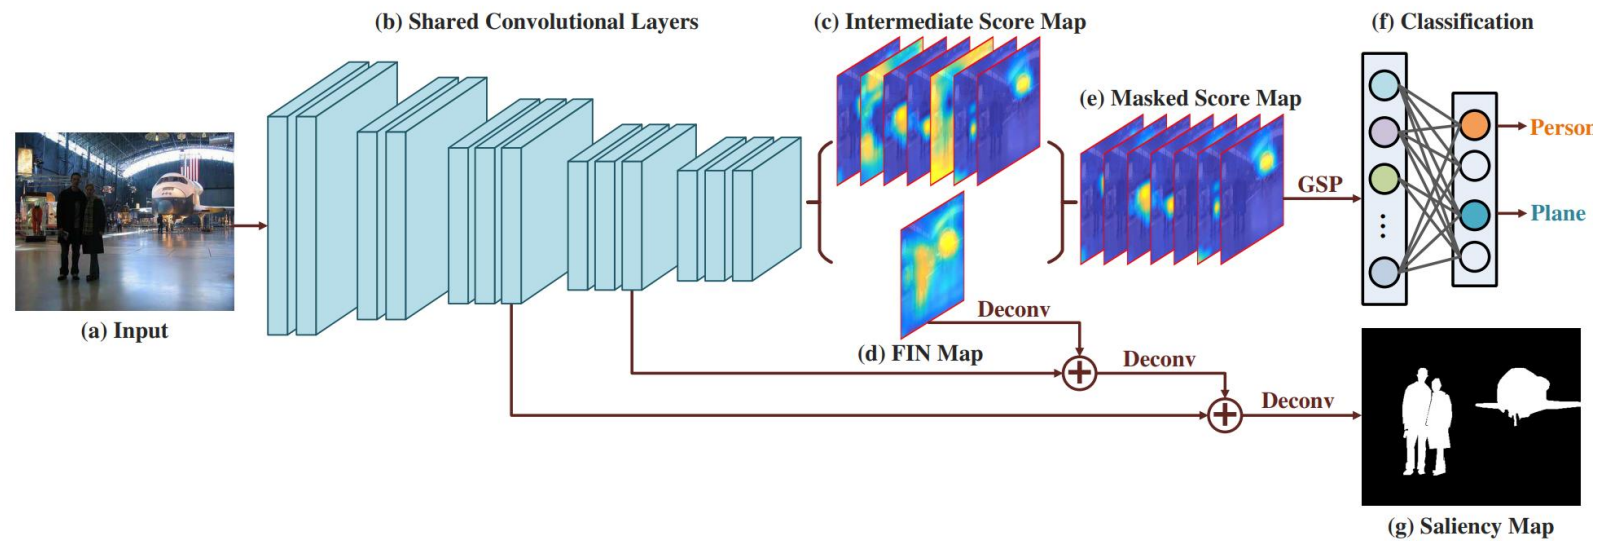 (b) Shared Convolutional Layers
(c) Intermediate Score Map
(f) Classification
(e) Masked Score Map
Person
GSP
Plane
(a) Input
Deconv
(d) FIN Map
Deconv
Deconv
(g) Saliency Map